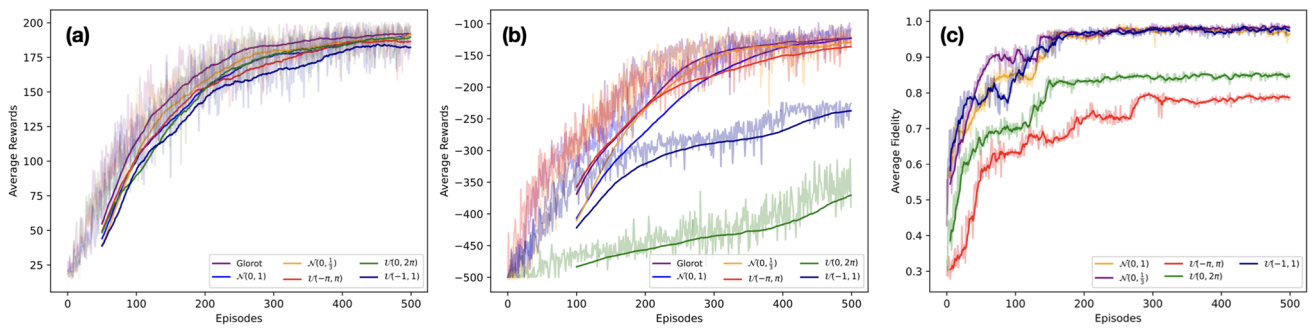 (a)
Average Rewards
200
175
150
125
100
75
50
25
0
100
200
300
400
500
Episodes
Glorot
𝒩(0, 1)
𝒩(0, 1/3)
𝒰(−π, π)
𝒰(0, 2π)
𝒰(−1, 1)
(b)
Average Rewards
−100
−150
−200
−250
−300
−350
−400
−450
−500
0
100
200
300
400
500
Episodes
Glorot
𝒩(0, 1)
𝒩(0, 1/3)
𝒰(−π, π)
𝒰(0, 2π)
𝒰(−1, 1)
(c)
Average Fidelity
1.0
0.9
0.8
0.7
0.6
0.5
0.4
0.3
0
100
200
300
400
500
Episodes
𝒩(0, 1)
𝒩(0, 1/3)
𝒰(−π, π)
𝒰(0, 2π)
𝒰(−1, 1)